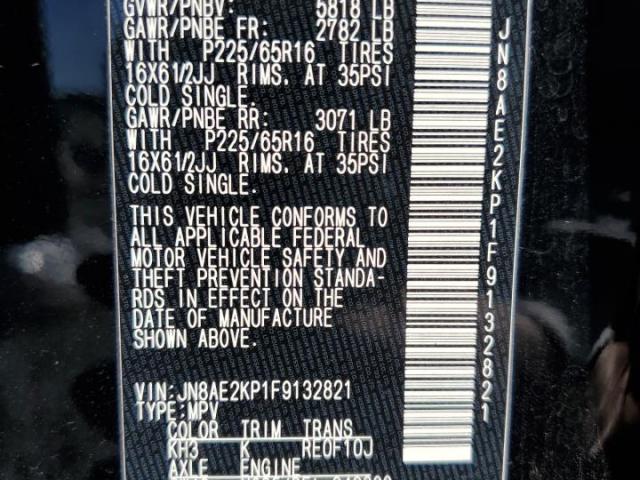 GVWR/PNBV: 5818 LB
GAWR/PNBE FR: 2782 LB
WITH P225/65R16 TIRES
16X61/2JJ RIMS, AT 35PSI
COLD SINGLE.
GAWR/PNBE RR: 3071 LB
WITH P225/65R16 TIRES
16X61/2JJ RIMS, AT 35PSI
COLD SINGLE.
THIS VEHICLE CONFORMS TO
ALL APPLICABLE FEDERAL
MOTOR VEHICLE SAFETY AND
THEFT PREVENTION STANDA-
RDS IN EFFECT ON THE
DATE OF MANUFACTURE
SHOWN ABOVE.
VIN:JN8AE2KP1F9132821
TYPE:MPV
COLOR TRIM TRANS
KH3 K RE0F10J
AXLE ENGINE
JN8AE2KP1F9132821